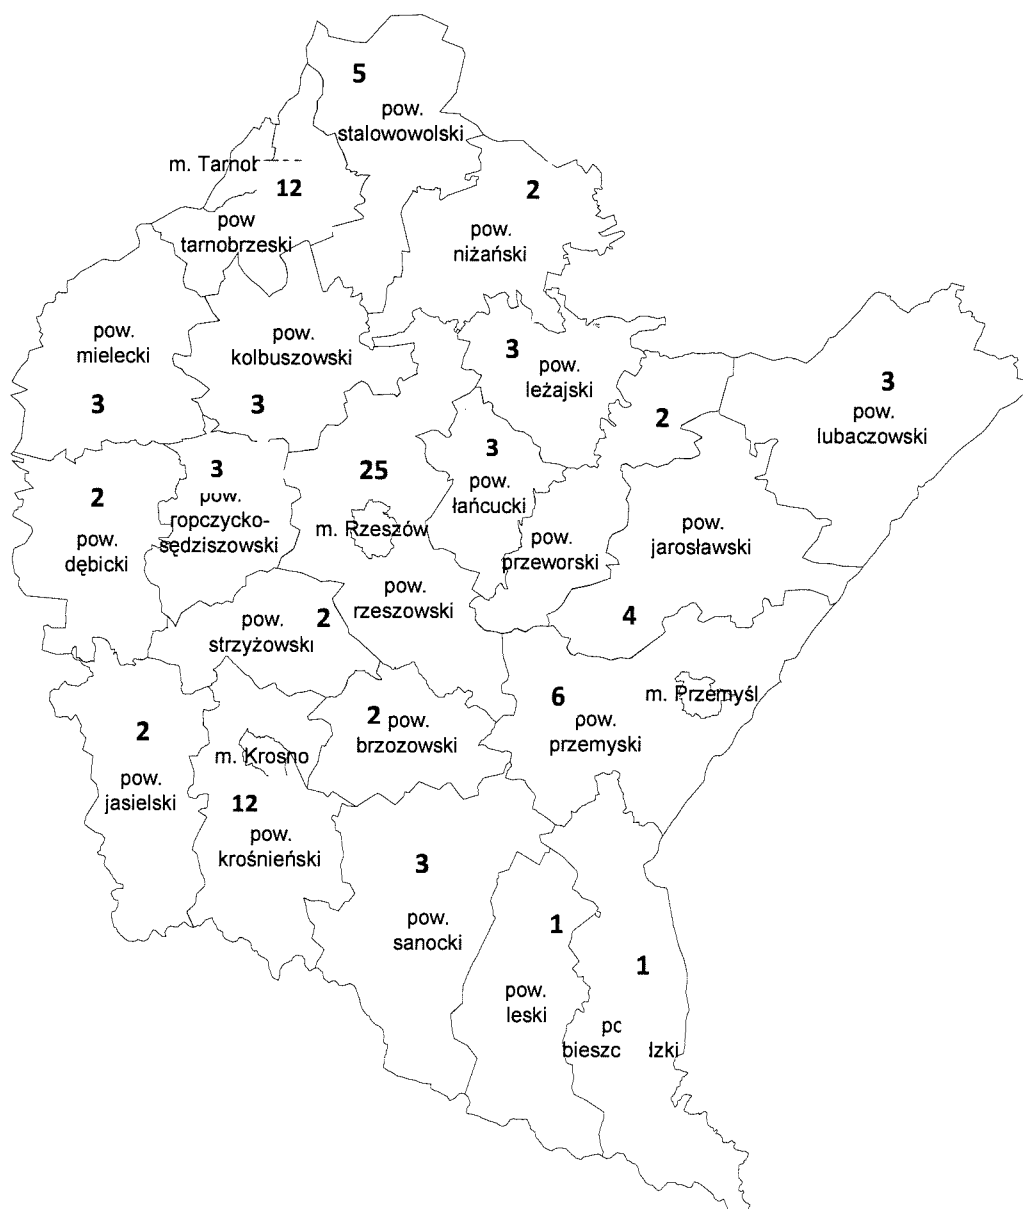 5
pow.
stalowowolski
m. Tarnob
12
2
pow
tarnobrzeski
pow.
niżański
pow.
mielecki
3
pow.
kolbuszowski
3
3
pow.
leżajski
2
3
pow.
lubaczowski
2
pow.
dębicki
3
pow.
ropczycko-
sędziszowski
25
m. Rzeszów
pow.
rzeszowski
3
pow.
łańcucki
pow.
przeworski
pow.
jarosławski
4
pow.
strzyżowski
2
6
pow.
przemyski
m. Przemyśl
2
pow.
jasielski
m. Krosno
12
pow.
krośnieński
2 pow.
brzozowski
3
pow.
sanocki
1
pow.
leski
1